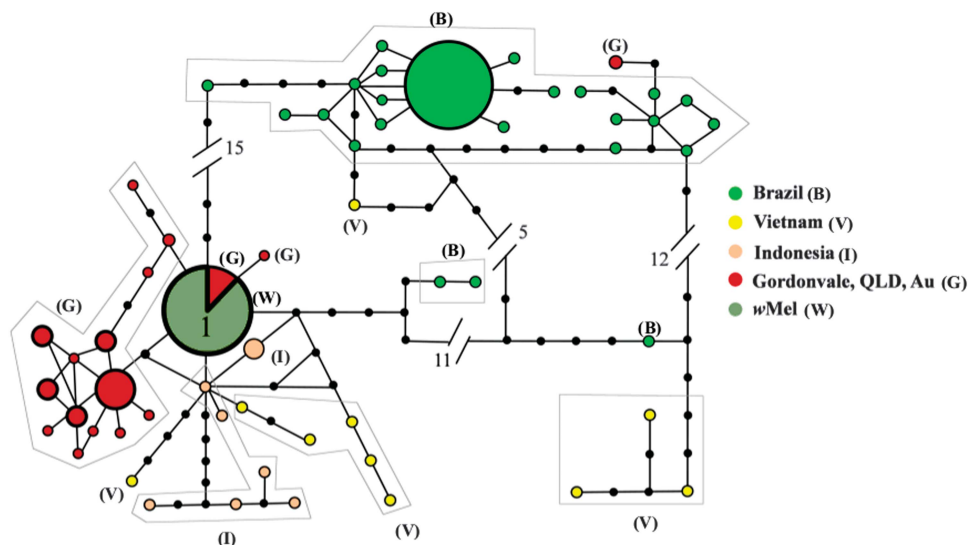 (B)
(G)
15
Brazil (B)
Vietnam (V)
Indonesia (I)
Gordonvale, QLD, Au (G)
wMel (W)
(V)
5
12
(G)
(G)
(W)
1
(B)
(G)
(I)
11
(B)
(V)
(I)
(V)
(V)